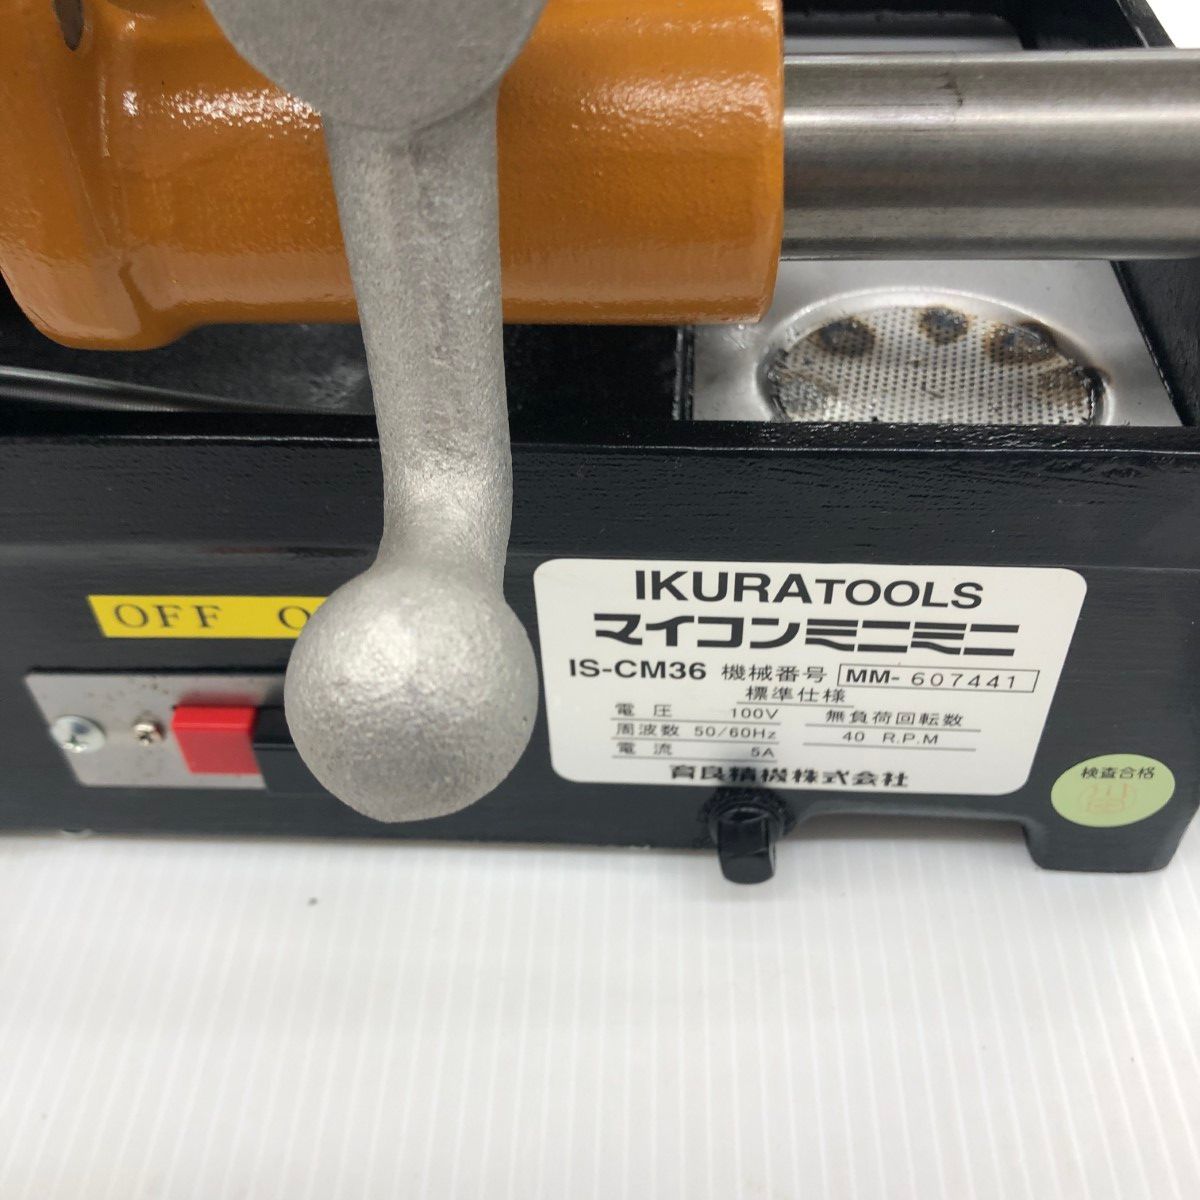 OFF
IKURATOOLS
マイコンミニミニ
IS-CM36 機械番号 MM-607441
標準仕様
電圧 100V 無負荷回転数
周波数 50/60Hz 40 R.P.M
電流 5A
育良精機株式会社
検査合格